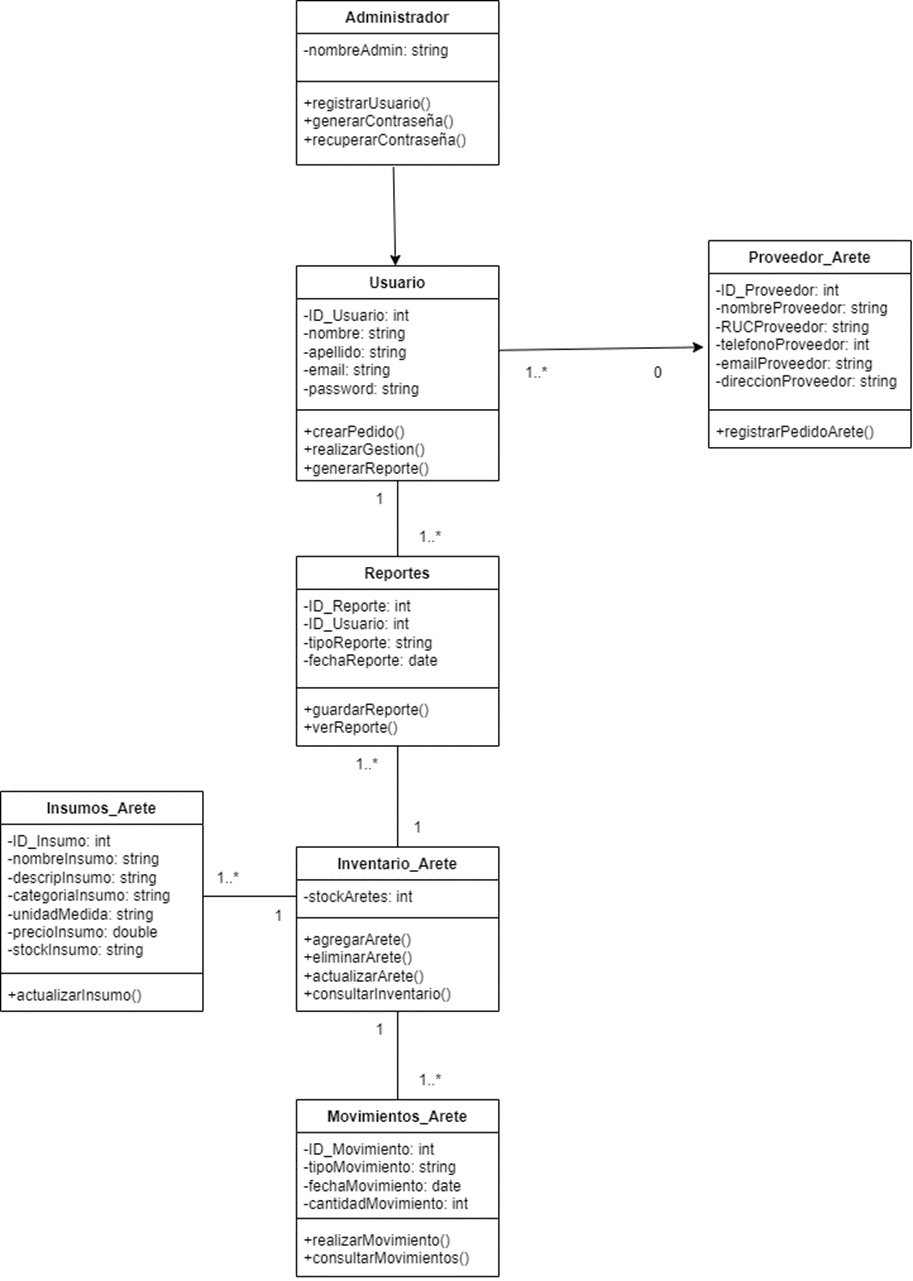 Administrador
-nombreAdmin: string
+registrarUsuario()
+generarContraseña()
+recuperarContraseña()
Usuario
-ID_Usuario: int
-nombre: string
-apellido: string
-email: string
-password: string
+crearPedido()
+realizarGestion()
+generarReporte()
1..*
0
Proveedor_Arete
-ID_Proveedor: int
-nombreProveedor: string
-RUCProveedor: string
-telefonoProveedor: int
-emailProveedor: string
-direccionProveedor: string
+registrarPedidoArete()
1
1..*
Reportes
-ID_Reporte: int
-ID_Usuario: int
-tipoReporte: string
-fechaReporte: date
+guardarReporte()
+verReporte()
1..*
1
Insumos_Arete
-ID_Insumo: int
-nombreInsumo: string
-descripInsumo: string
-categoriaInsumo: string
-unidadMedida: string
-precioInsumo: double
-stockInsumo: string
+actualizarInsumo()
1..*
1
Inventario_Arete
-stockAretes: int
+agregarArete()
+eliminarArete()
+actualizarArete()
+consultarInventario()
1
1..*
Movimientos_Arete
-ID_Movimiento: int
-tipoMovimiento: string
-fechaMovimiento: date
-cantidadMovimiento: int
+realizarMovimiento()
+consultarMovimientos()